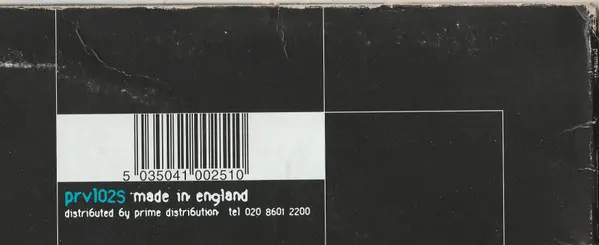 5 035041 002510
prv102s made in england
distributed by prime distribution tel 020 8601 2200